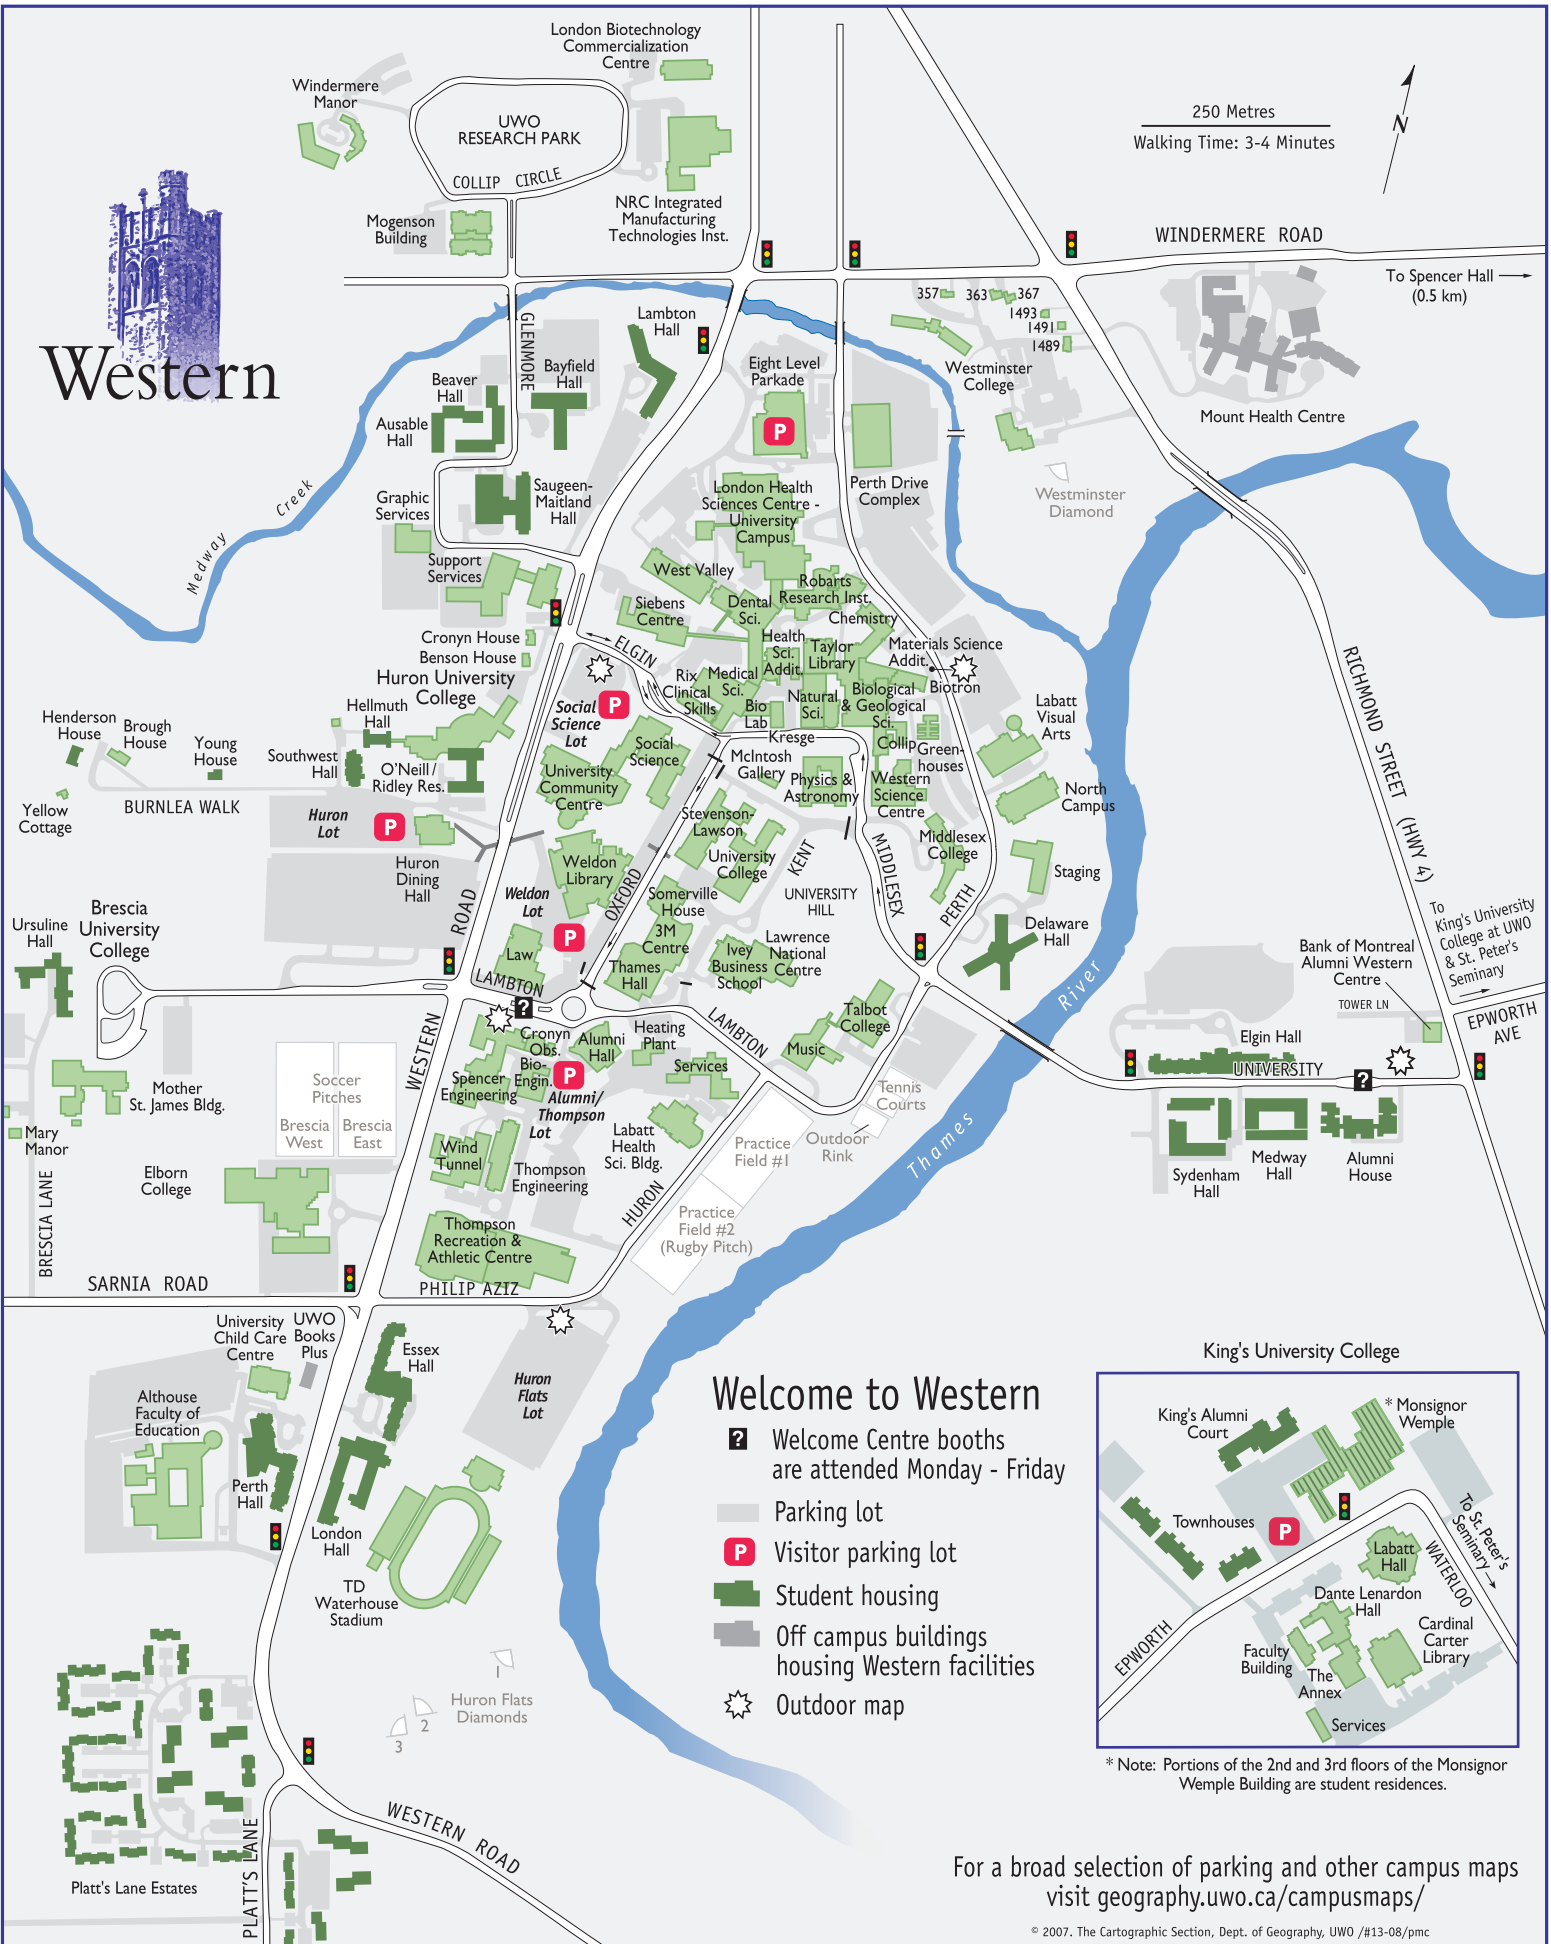 London Biotechnology
Commercialization
Centre
Windermere
Manor
UWO
RESEARCH PARK
COLLIP CIRCLE
250 Metres
Walking Time: 3-4 Minutes
N
NRC Integrated
Manufacturing
Technologies Inst.
Mogenson
Building
WINDERMERE ROAD
To Spencer Hall
(0.5 km)
Western
GLENMORE
Lambton
Hall
357
363
367
1493
1491
1489
Westminster
College
Mount Health Centre
Eight Level
Parkade
P
Bayfield
Hall
Beaver
Hall
Ausable
Hall
Medway Creek
Graphic
Services
Saugeen-
Maitland
Hall
Support
Services
London Health
Sciences Centre -
University
Campus
Perth Drive
Complex
Westminster
Diamond
West Valley
Siebens
Centre
Dental
Sci.
Robarts
Research Inst.
Chemistry
Health
Sci.
Addit.
Taylor
Library
Materials Science
Addit.
Biotron
Cronyn House
Benson House
Huron University
College
ELGIN
Rix
Clinical
Skills
Medical
Sci.
Bio
Lab
Natural
Sci.
Biological
& Geological
Sci.
P
Social
Science
Lot
Hellmuth
Hall
Henderson
House
Brough
House
Young
House
Southwest
Hall
O'Neill/
Ridley Res.
Yellow
Cottage
BURNLEA WALK
Huron
Lot
P
Huron
Dining
Hall
Social
Science
University
Community
Centre
Kresge
McIntosh
Gallery
Physics &
Astronomy
Collip
Green-
houses
Western
Science
Centre
Labatt
Visual
Arts
North
Campus
Stevenson-
Lawson
University
College
KENT
MIDDLESEX
Middlesex
College
Staging
RICHMOND STREET (HWY 4)
Weldon
Library
Weldon
Lot
P
OXFORD
Somerville
House
3M
Centre
Thames
Hall
UNIVERSITY
HILL
PERTH
Delaware
Hall
Ivey
Business
School
Lawrence
National
Centre
Law
ROAD
Brescia
University
College
Ursuline
Hall
LAMBTON
?
Cronyn
Obs.
Alumni
Hall
Heating
Plant
LAMBTON
Talbot
College
Music
Bio-
Engin.
P
Services
Spencer
Engineering
Alumni/
Thompson
Lot
WESTERN
Soccer
Pitches
Brescia
West
Brescia
East
Mother
St. James Bldg.
Mary
Manor
Elborn
College
BRESCIA LANE
Wind
Tunnel
Thompson
Engineering
Labatt
Health
Sci. Bldg.
Tennis
Courts
Outdoor
Rink
Practice
Field #1
Practice
Field #2
(Rugby Pitch)
HURON
Thames River
To
King's University
College at UWO
& St. Peter's
Seminary
Bank of Montreal
Alumni Western
Centre
TOWER LN
EPWORTH
AVE
Elgin Hall
UNIVERSITY
?
Sydenham
Hall
Medway
Hall
Alumni
House
Thompson
Recreation &
Athletic Centre
SARNIA ROAD
PHILIP AZIZ
University
Child Care
Centre
UWO
Books
Plus
Essex
Hall
Huron
Flats
Lot
Althouse
Faculty of
Education
Perth
Hall
London
Hall
TD
Waterhouse
Stadium
1
2
3
Huron Flats
Diamonds
WESTERN ROAD
PLATT'S LANE
Platt's Lane Estates
Welcome to Western
? Welcome Centre booths
are attended Monday - Friday
Parking lot
P Visitor parking lot
Student housing
Off campus buildings
housing Western facilities
Outdoor map
King's University College
King's Alumni
Court
* Monsignor
Wemple
Townhouses
P
To St. Peter's
Seminary
Labatt
Hall
WATERLOO
Dante Lenardon
Hall
EPWORTH
Faculty
Building
The
Annex
Cardinal
Carter
Library
Services
* Note: Portions of the 2nd and 3rd floors of the Monsignor
Wemple Building are student residences.
For a broad selection of parking and other campus maps
visit geography.uwo.ca/campusmaps/
© 2007. The Cartographic Section, Dept. of Geography, UWO /#13-08/pmc